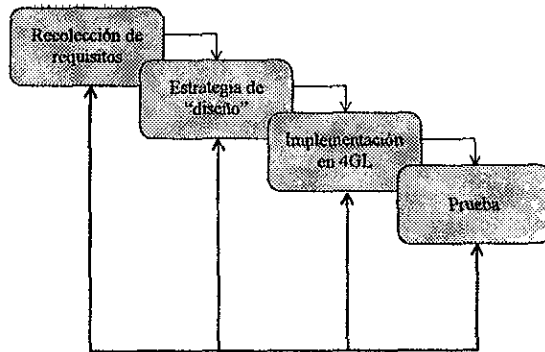 Recolección de
requisitos
Estrategia de
"diseño"
Implementación
en 4GL
Prueba